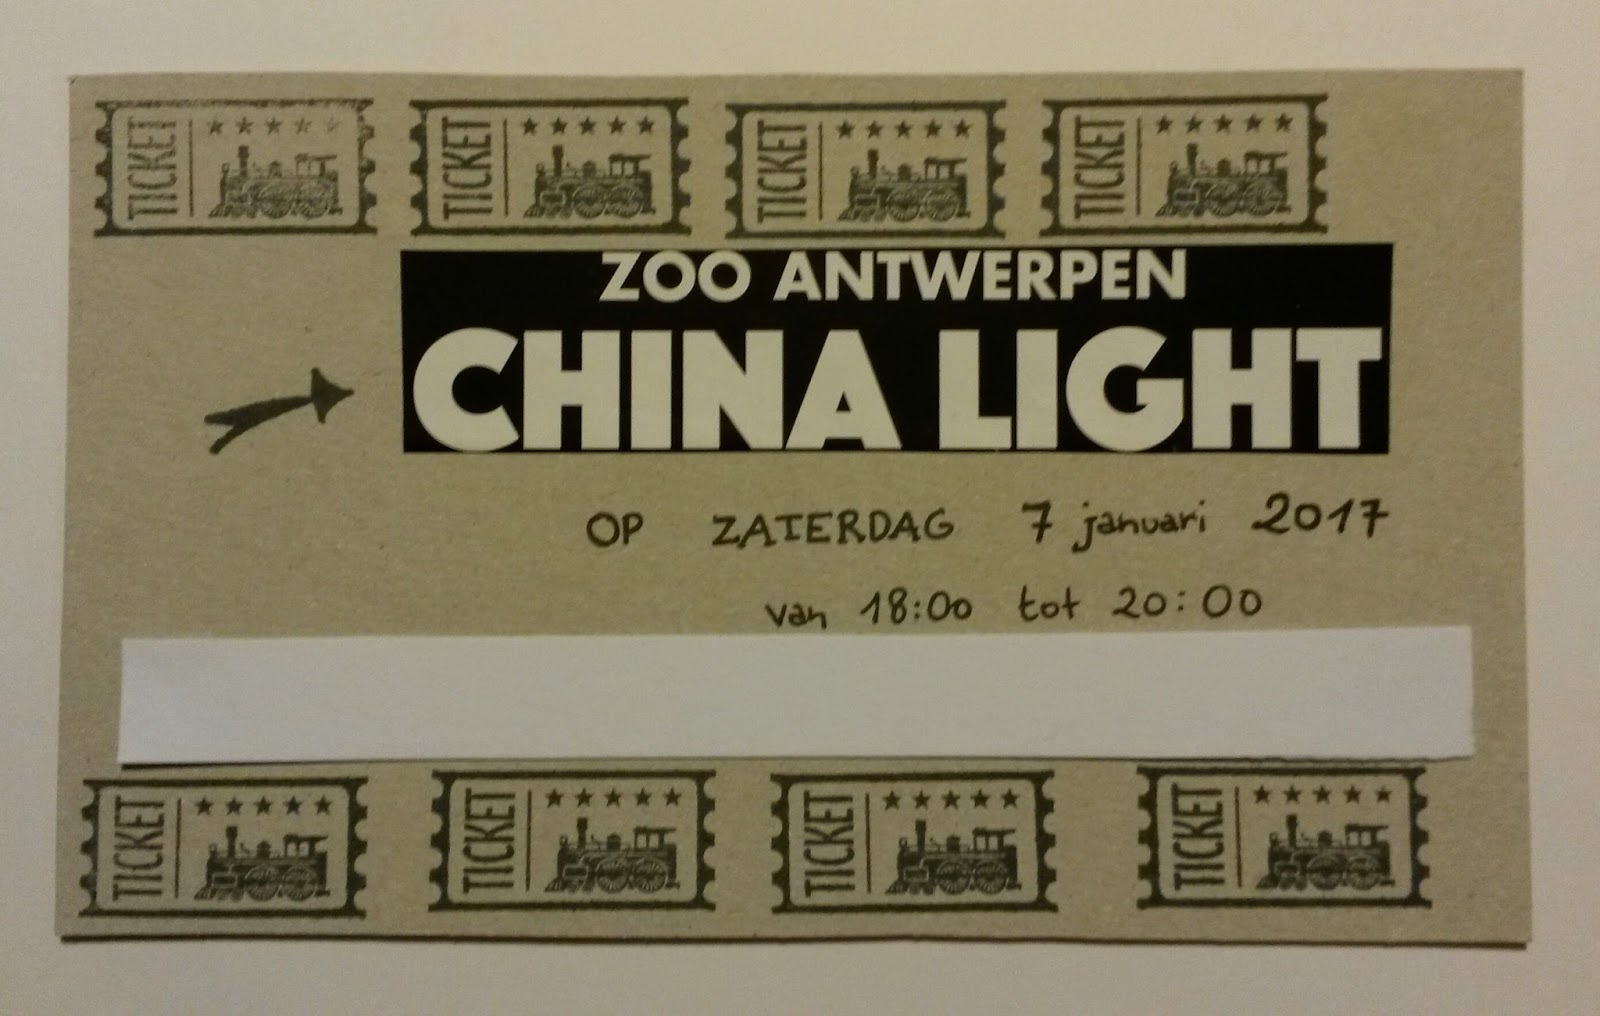 TICKET TICKET TICKET TICKET
ZOO ANTWERPEN
CHINA LIGHT
OP ZATERDAG 7 januari 2017
van 18:00 tot 20:00
TICKET TICKET TICKET TICKET